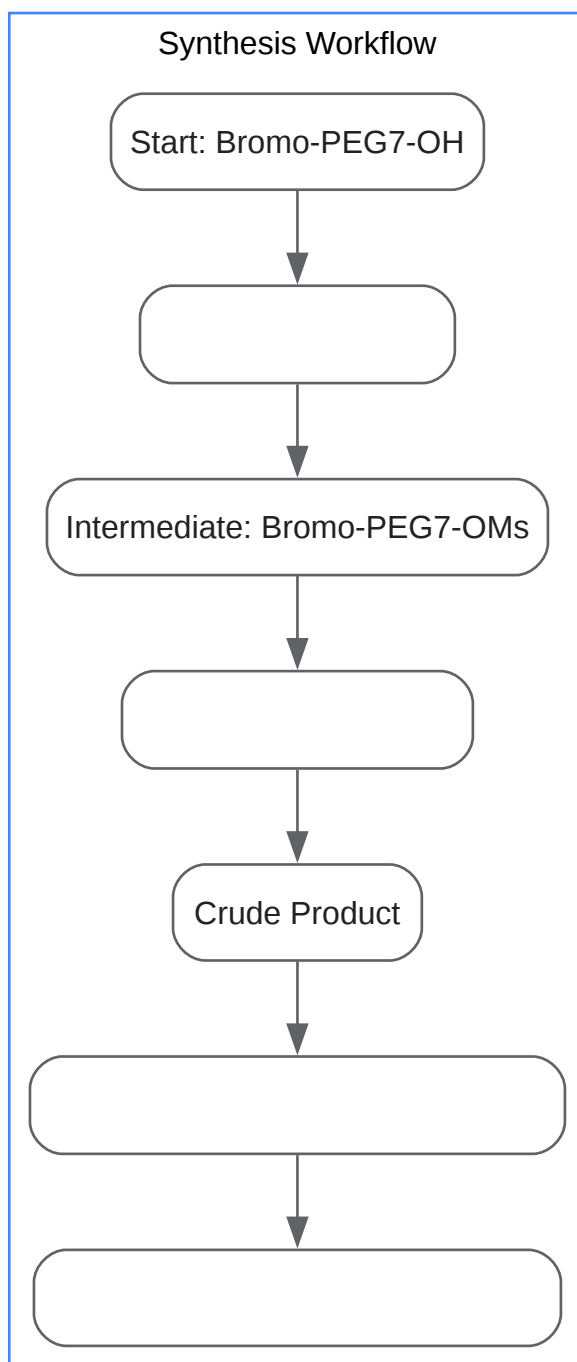 Synthesis Workflow
Start: Bromo-PEG7-OH
Intermediate: Bromo-PEG7-OMs
Crude Product